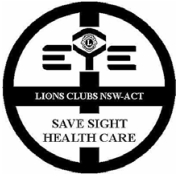 EYE
LIONS CLUBS NSW-ACT
SAVE SIGHT
HEALTH CARE